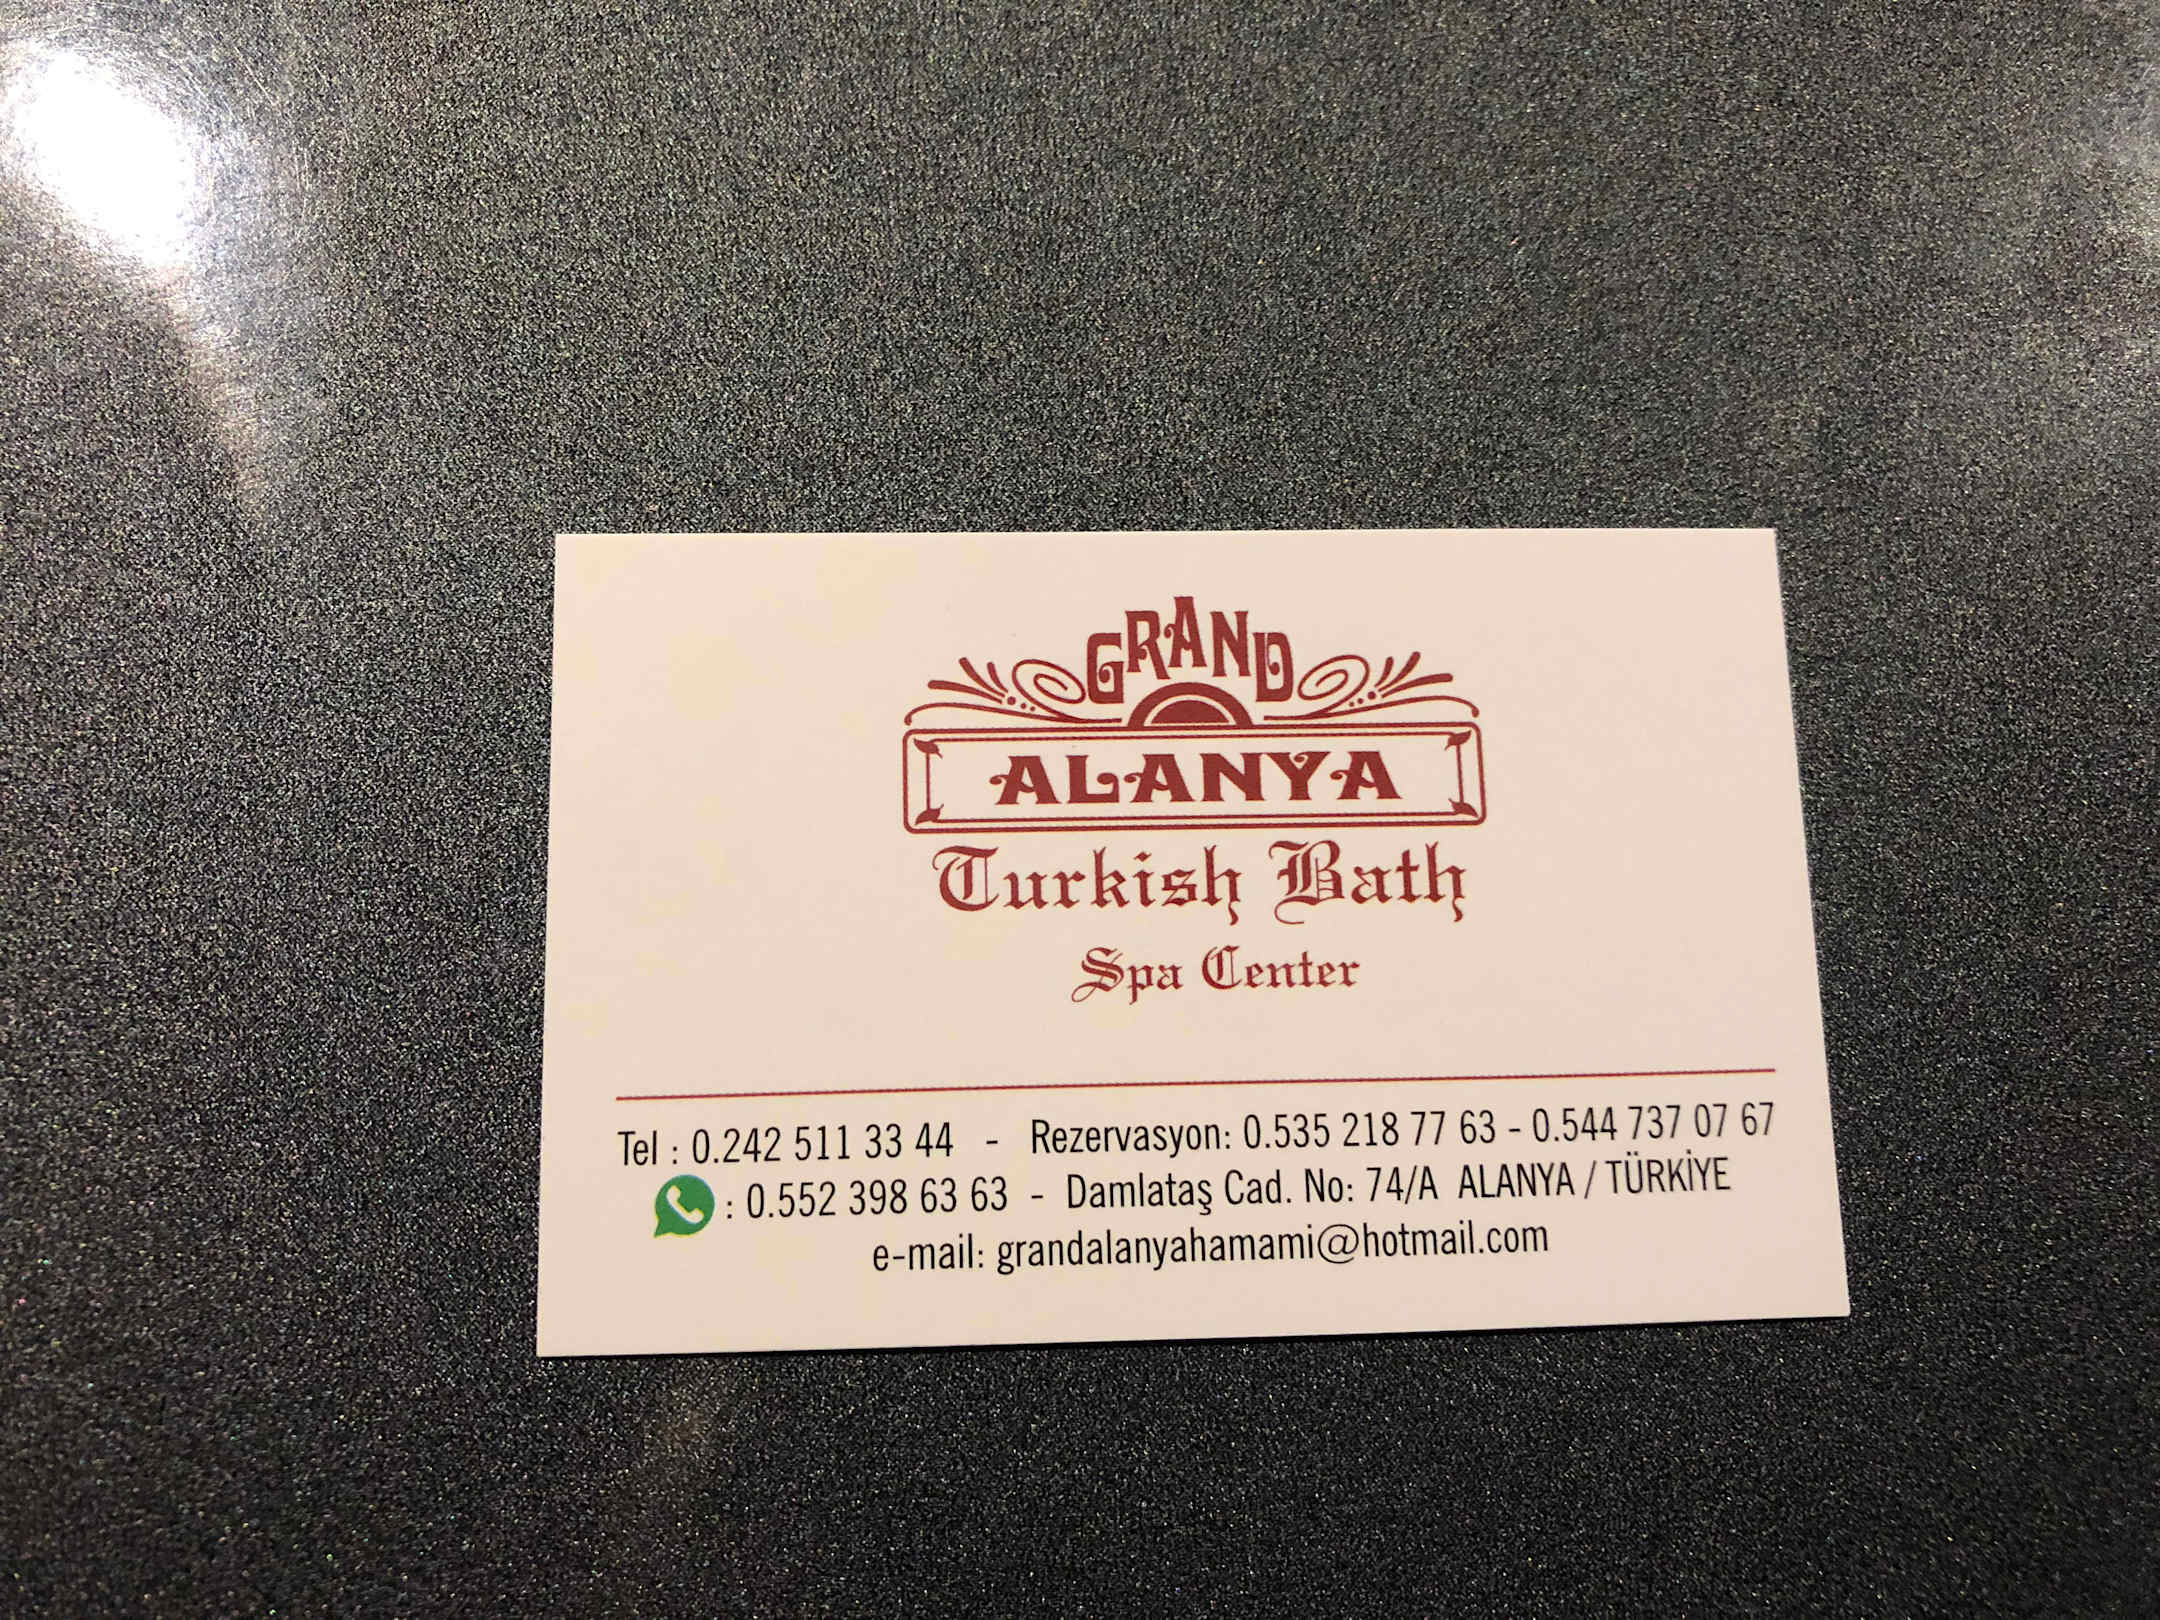 GRAND
ALANYA
Turkish Bath
Spa Center
Tel : 0.242 511 33 44 - Rezervasyon: 0.535 218 77 63 - 0.544 737 07 67
: 0.552 398 63 63 - Damlataş Cad. No: 74/A ALANYA / TÜRKİYE
e-mail: grandalanyahamami@hotmail.com